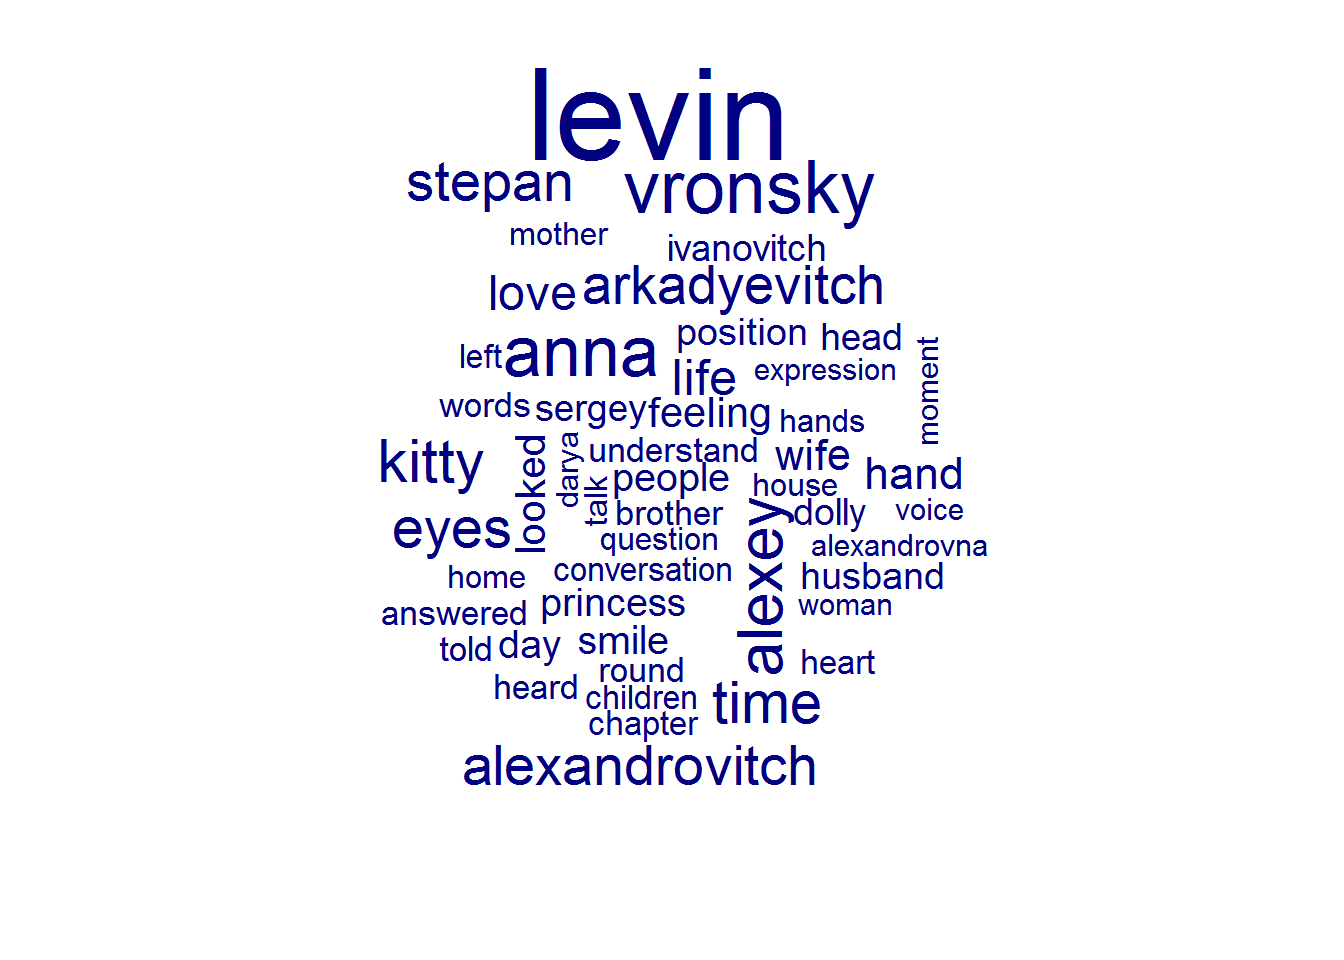 levin
stepan
vronsky
mother
ivanovitch
love
arkadyevitch
position
head
left
anna
life
expression
moment
words
sergey
feeling
hands
kitty
looked
darya
understand
wife
hand
talk
people
house
eyes
brother
alexey
dolly
voice
question
alexandrovna
home
conversation
husband
answered
princess
woman
told
day
smile
round
heart
heard
children
time
chapter
alexandrovitch